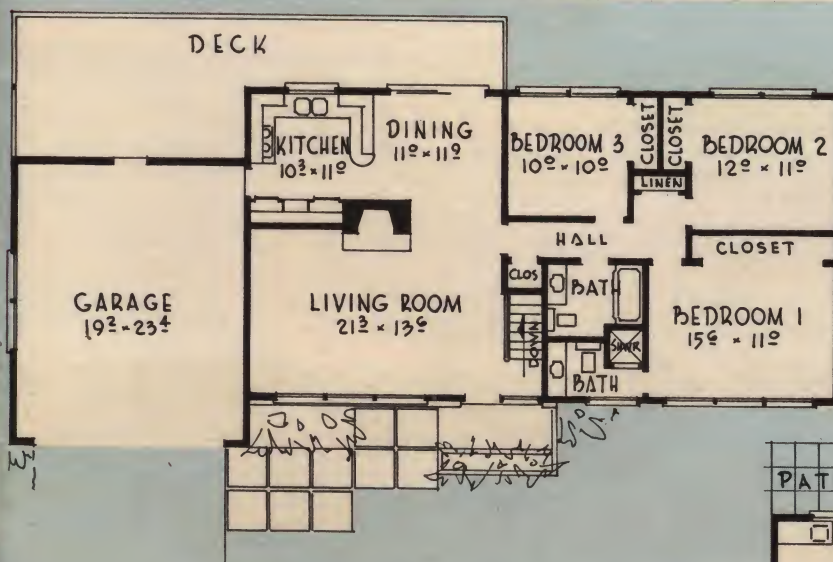 DECK
KITCHEN
10³ × 11⁰
DINING
11⁰ × 11⁰
BEDROOM 3
10⁰ × 10⁰
CLOSET
CLOSET
BEDROOM 2
12⁰ × 11⁰
LINEN
HALL
CLOSET
GARAGE
19² × 23⁴
LIVING ROOM
21³ × 13⁶
CLOS
DOWN
BATH
SHWR
BATH
BEDROOM 1
15⁶ × 11⁰
PAT